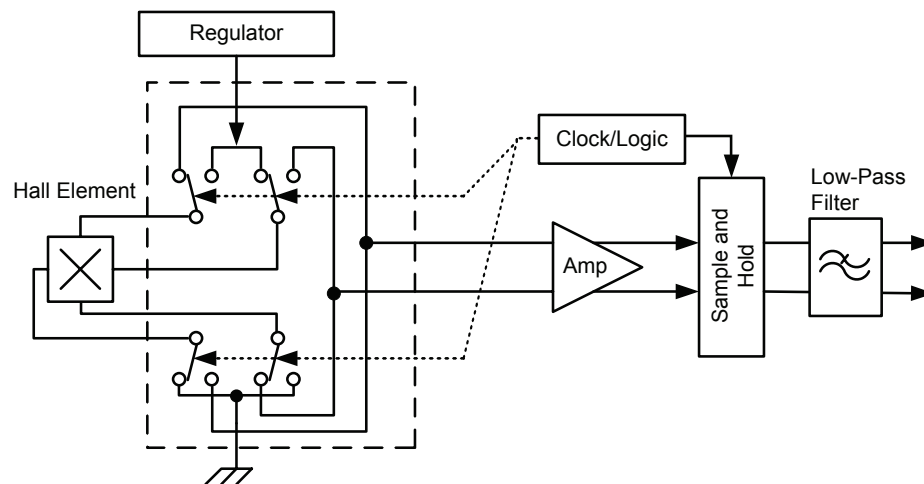 Regulator
Clock/Logic
Hall Element
Low-Pass
Filter
Amp
Sample and
Hold